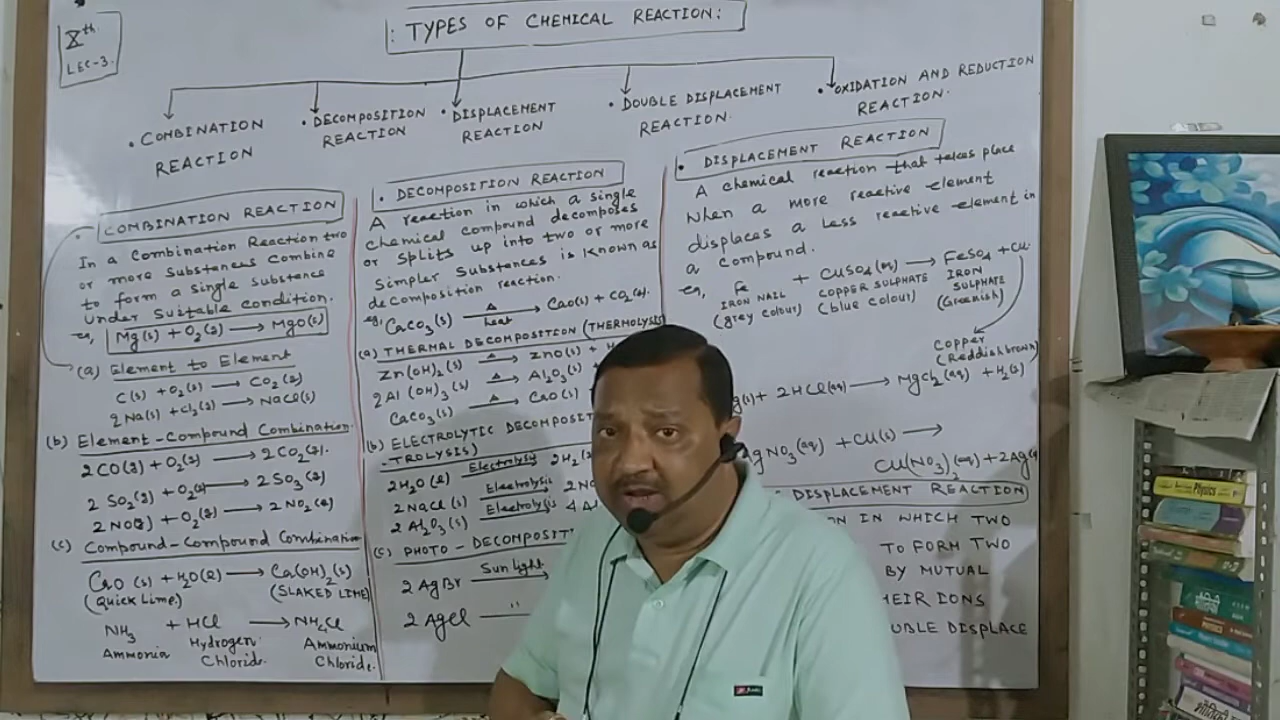 Xth
LEC-3.
: TYPES OF CHEMICAL REACTION:
• COMBINATION
REACTION
• DECOMPOSITION
REACTION
• DISPLACEMENT
REACTION
• DOUBLE DISPLACEMENT
REACTION.
• OXIDATION AND REDUCTION
REACTION.
COMBINATION REACTION
In a Combination Reaction two
or more substances combine
to form a single substance
under suitable condition.
eg, Mg(s) + O2(g) → MgO(s)
(a) Element to Element
C(s) + O2(s) → CO2(g)
2Na(s) + Cl2(g) → NaCl(s)
(b) Element-Compound Combination.
2CO(g) + O2(g) → 2CO2(g).
2SO2(g) + O2(g) → 2SO3(g)
2NO(g) + O2(g) → 2NO2(g)
(c) Compound-Compound Combination
CaO(s) + H2O(l) → Ca(OH)2(s)
(Quick Lime) (SLAKED LIME)
NH3 + HCl → NH4Cl
Ammonia Hydrogen Chloride. Ammonium Chloride.
• DECOMPOSITION REACTION
A reaction in which a single
chemical compound decomposes
or splits up into two or more
simpler substances is known as
decomposition reaction.
eg, CaCO3(s) →Δ heat CaO(s) + CO2(g).
(a) THERMAL DECOMPOSITION (THERMOLYSIS
Zn(OH)2(s) →Δ ZnO(s) + H
2Al(OH)3(s) →Δ Al2O3(s)
CaCO3(s) →Δ CaO(s)
(b) ELECTROLYTIC DECOMPOSIT
-TROLYSIS)
2H2O(l) Electrolysis 2H2(
2NaCl(s) Electrolysis 2N
2Al2O3(s) Electrolysis 4A
(c) PHOTO-DECOMPOSIT
2AgBr Sunlight →
2AgCl "
• DISPLACEMENT REACTION
A chemical reaction that takes place
when a more reactive element
displaces a less reactive element in
a compound.
eg, Fe + CuSO4(aq) → FeSO4 + Cu.
IRON NAIL COPPER SULPHATE IRON SULPHATE
(grey colour) (blue colour) (Greenish)
Copper
(Reddish brown)
g(s) + 2HCl(aq) → MgCl2(aq) + H2(g)
gNO3(aq) + Cu(s) →
Cu(NO3)2(aq) + 2Ag(
DISPLACEMENT REACTION
ON IN WHICH TWO
TO FORM TWO
BY MUTUAL
HEIR IONS
UBLE DISPLACE
Physics
PHYSICS